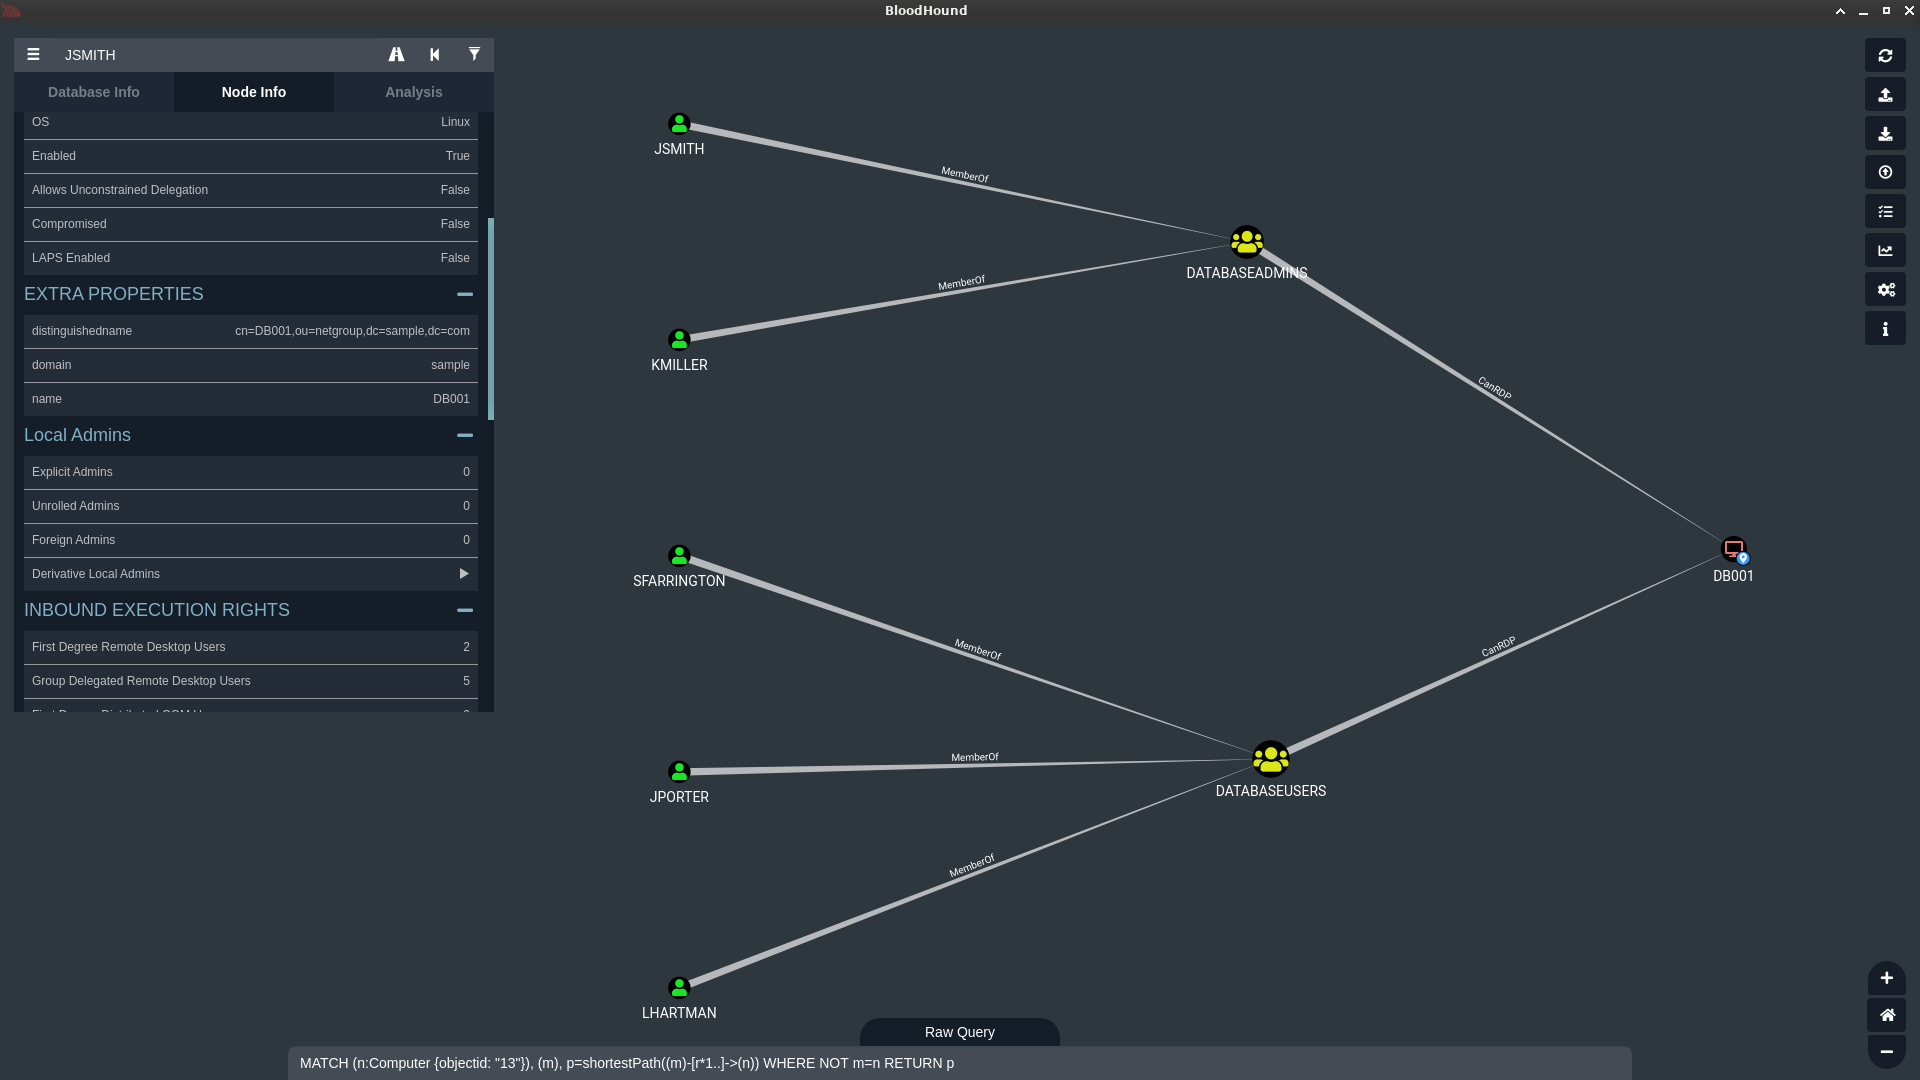 BloodHound
JSMITH
Database Info
Node Info
Analysis
OS Linux
Enabled True
Allows Unconstrained Delegation False
Compromised False
LAPS Enabled False
EXTRA PROPERTIES
distinguishedname cn=DB001,ou=netgroup,dc=sample,dc=com
domain sample
name DB001
Local Admins
Explicit Admins 0
Unrolled Admins 0
Foreign Admins 0
Derivative Local Admins
INBOUND EXECUTION RIGHTS
First Degree Remote Desktop Users 2
Group Delegated Remote Desktop Users 5
JSMITH
MemberOf
DATABASEADMINS
MemberOf
KMILLER
CanRDP
SFARRINGTON
DB001
MemberOf
CanRDP
MemberOf
JPORTER
DATABASEUSERS
MemberOf
LHARTMAN
Raw Query
MATCH (n:Computer {objectid: "13"}), (m), p=shortestPath((m)-[r*1..]->(n)) WHERE NOT m=n RETURN p